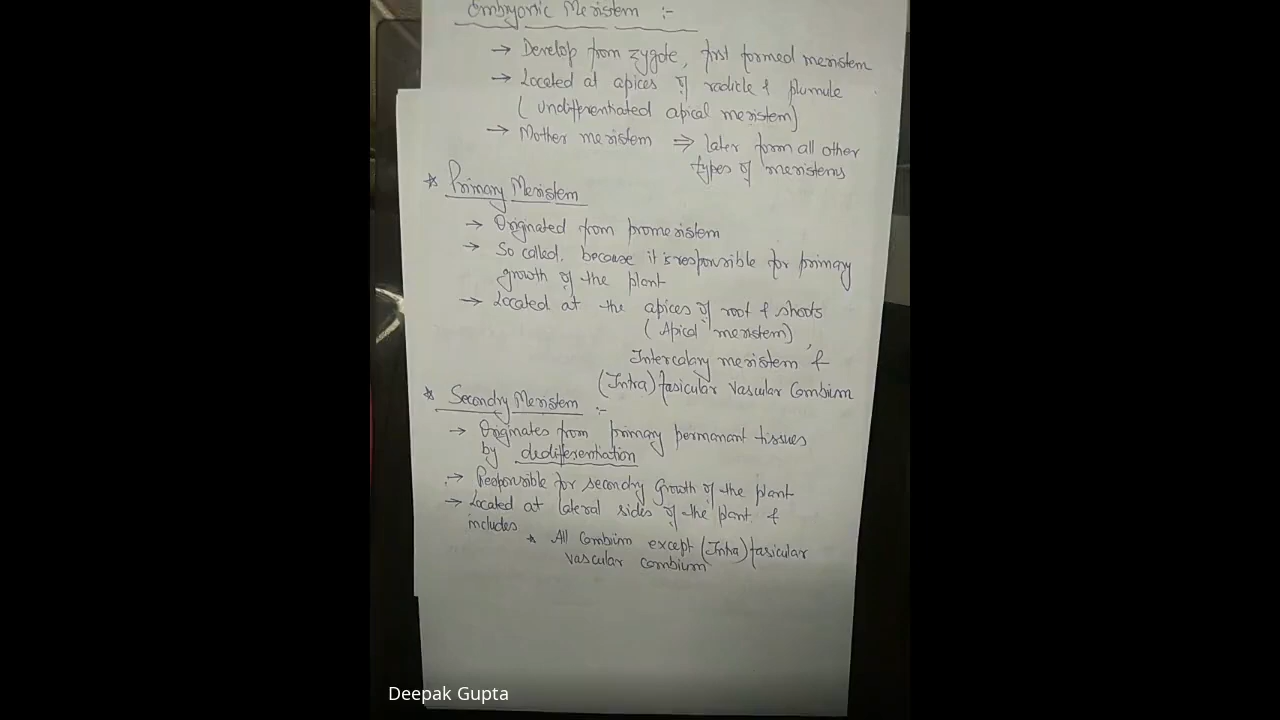 Embryonic Meristem :-
→ Develop from zygote, first formed meristem
→ Located at apices of radicle & plumule
( undifferentiated apical meristem)
→ Mother meristem ⇒ later form all other
types of meristems
* Primary Meristem
→ Originated from promeristem
→ So called, because it is responsible for primary
growth of the plant
→ Located at the apices of root & shoots
( Apical meristem) ,
Intercalary meristem &
(Intra) fasicular vascular Combium
* Secondry Meristem :-
→ Originates from primary permanant tissues
by dedifferentiation
→ Responsible for secondry growth of the plant
→ Located at lateral sides of the plant &
includes
* All Combium except (Intra) fasicular
vascular combium
Deepak Gupta